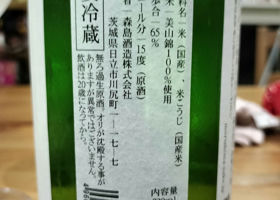 料名:米(国産)、米こうじ(国産米)
米・美山錦100%使用
歩合・65%
ール分・15度(原酒)
森島酒造株式会社
茨城県日立市川尻町一ー一七ー七
冷蔵
無ろ過生原酒。オリが沈殿する事が
ありますが異常ではございません。
飲酒は20歳になってから。
内容量